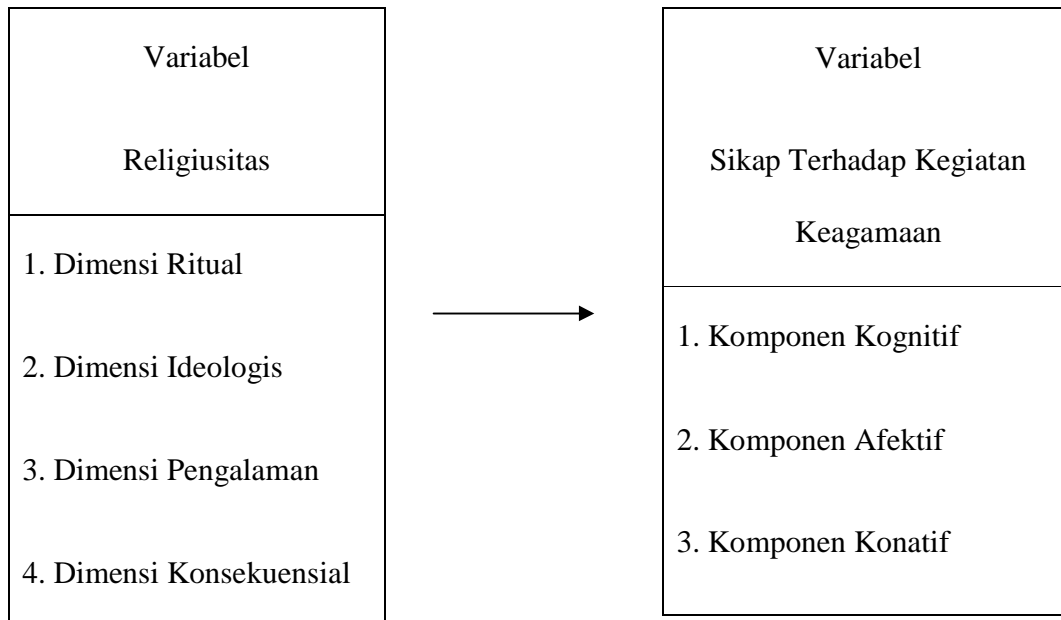 Variabel
Religiusitas
1. Dimensi Ritual
2. Dimensi Ideologis
3. Dimensi Pengalaman
4. Dimensi Konsekuensial
Variabel
Sikap Terhadap Kegiatan
Keagamaan
1. Komponen Kognitif
2. Komponen Afektif
3. Komponen Konatif